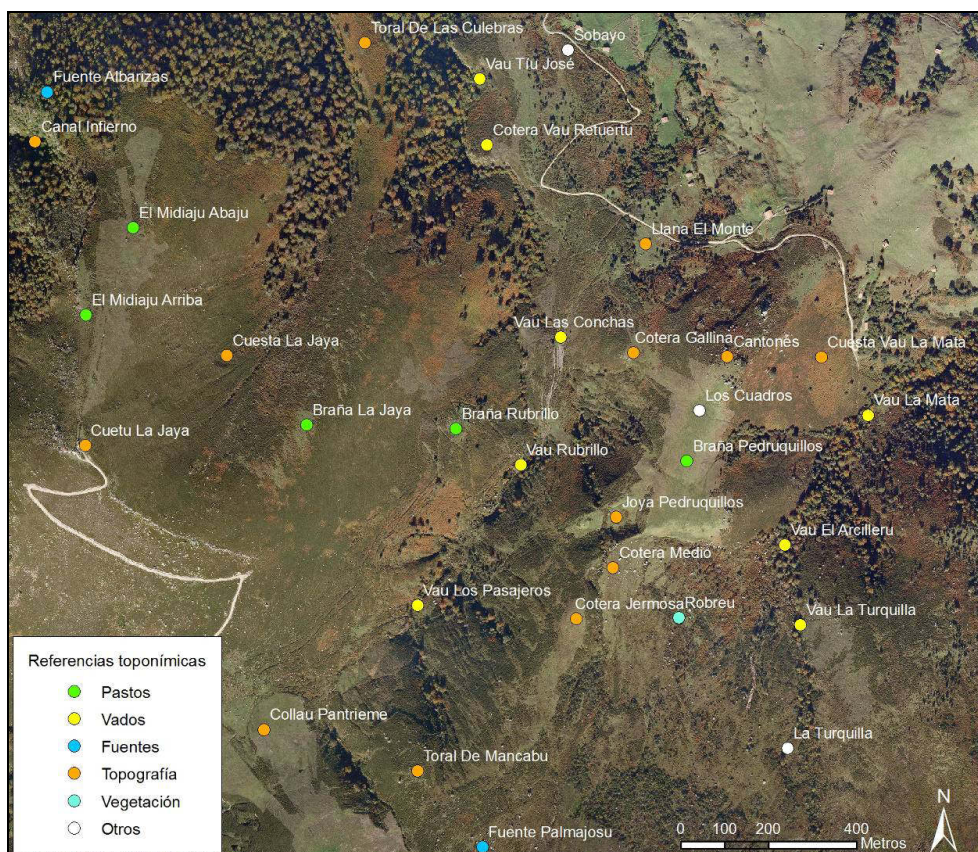 Toral De Las Culebras
Sobayo
Vau Tíu José
Fuente Albarizas
Canal Infierno
Cotera Vau Retuertu
El Midiaju Abaju
Llana El Monte
El Midiaju Arriba
Vau Las Conchas
Cuesta La Jaya
Cotera Gallina
Cantonés
Cuesta Vau La Mata
Los Cuadros
Vau La Mata
Braña La Jaya
Braña Rubrillo
Cuetu La Jaya
Vau Rubrillo
Braña Pedruquillos
Joya Pedruquillos
Vau El Arcilleru
Cotera Medio
Vau Los Pasajeros
Cotera Jermosa
Robreu
Vau La Turquilla
Collau Pantrieme
La Turquilla
Toral De Mancabu
Fuente Palmajosu
Referencias toponímicas
Pastos
Vados
Fuentes
Topografía
Vegetación
Otros
N
0 100 200 400
Metros